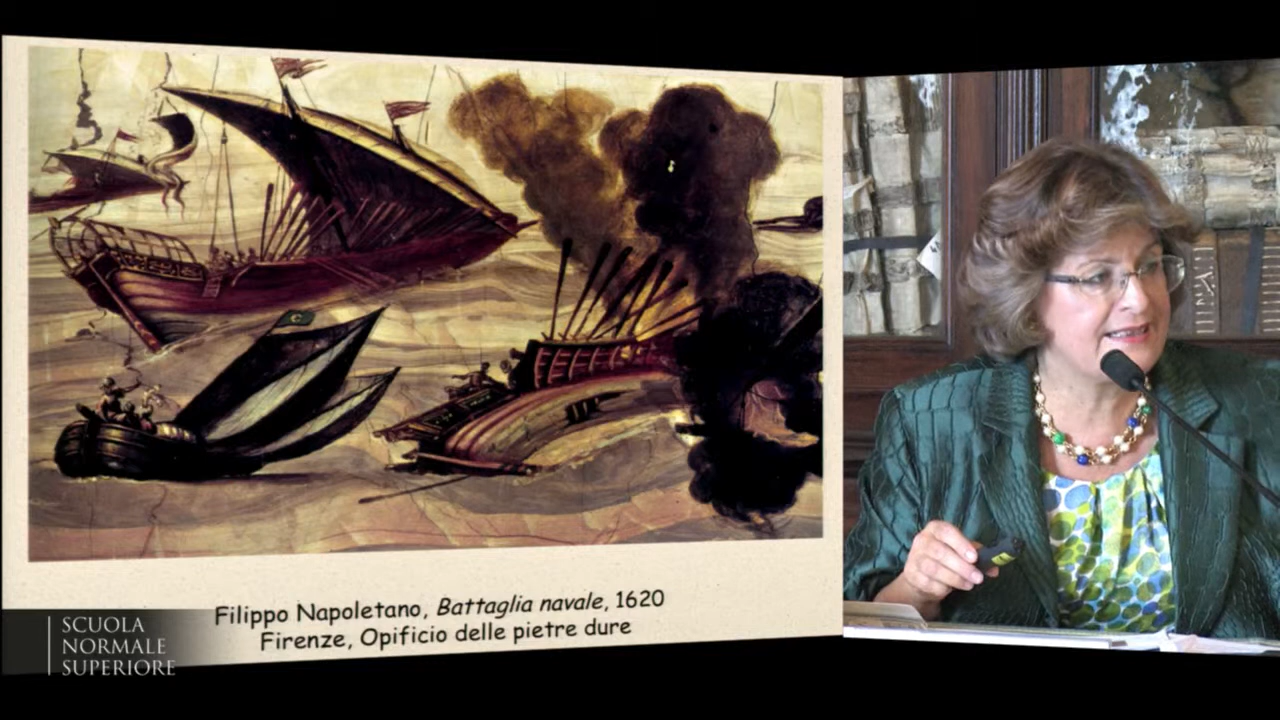 Filippo Napoletano, Battaglia navale, 1620
Firenze, Opificio delle pietre dure
SCUOLA
NORMALE
SUPERIORE